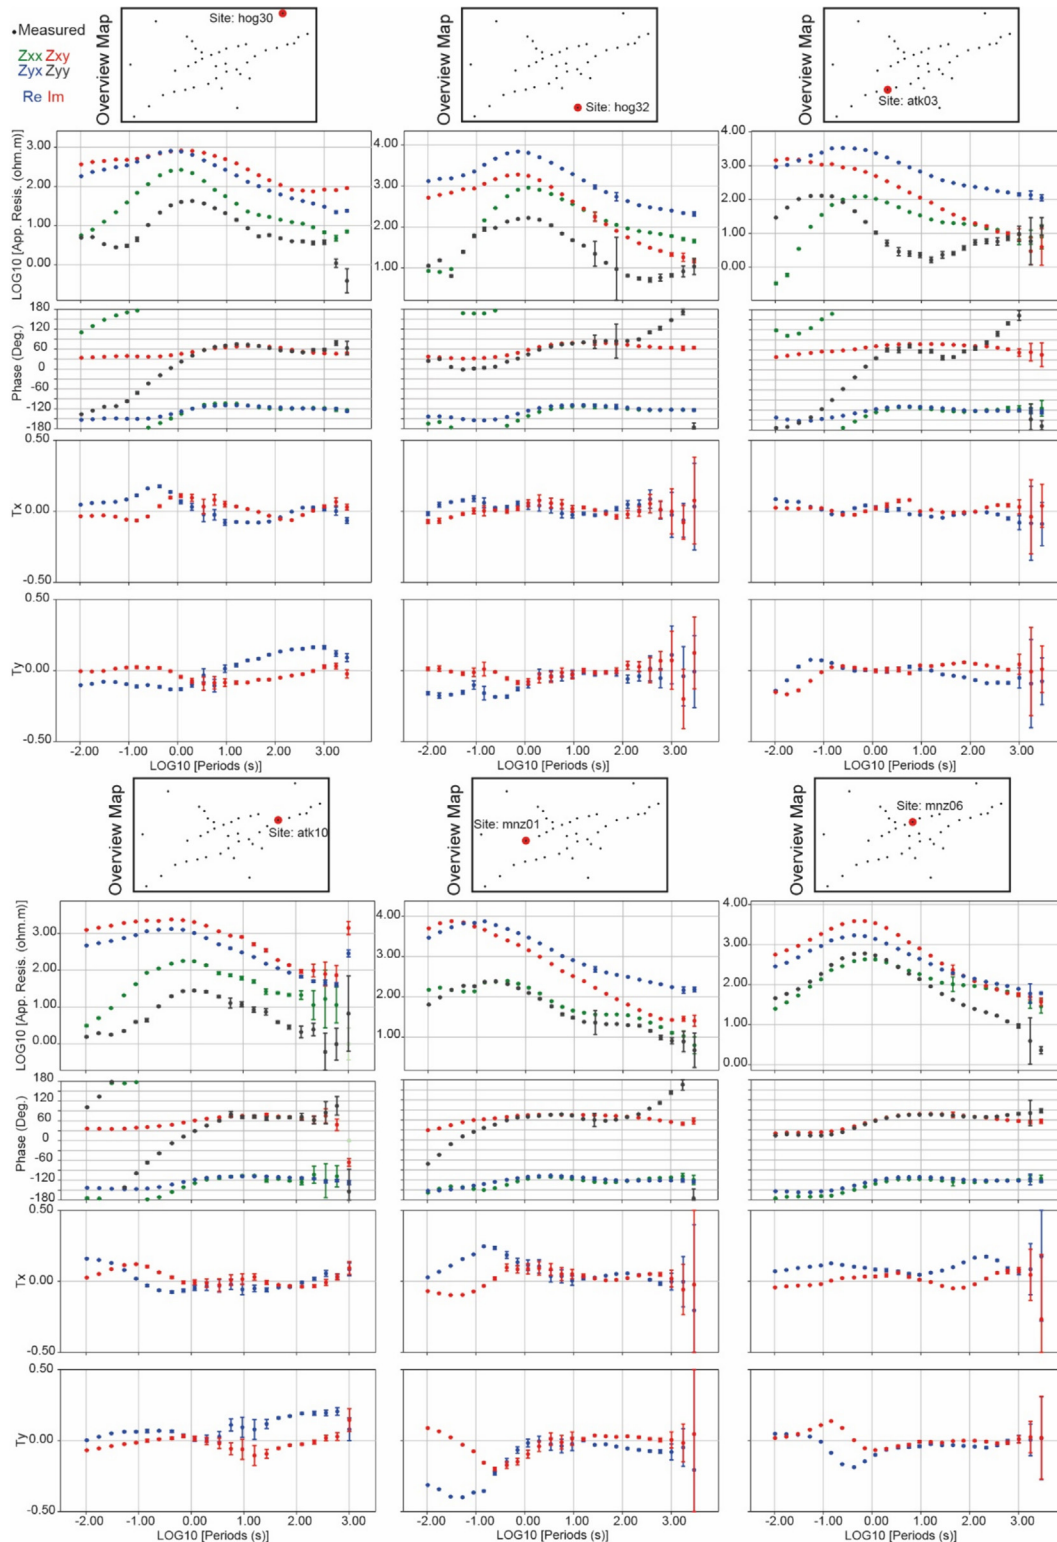 Overview Map
Site: hog30
Overview Map
Site: hog32
Overview Map
Site: atk03
•Measured
Zxx Zxy
Zyx Zyy
Re Im
LOG10 [App. Resis. (ohm.m)]
3.00
2.00
1.00
0.00
4.00
3.00
2.00
1.00
4.00
3.00
2.00
1.00
0.00
Phase (Deg.)
180
120
60
0
-60
-120
-180
Tx
0.50
0.00
-0.50
Ty
0.50
0.00
-0.50
-2.00 -1.00 0.00 1.00 2.00 3.00
LOG10 [Periods (s)]
-2.00 -1.00 0.00 1.00 2.00 3.00
LOG10 [Periods (s)]
-2.00 -1.00 0.00 1.00 2.00 3.00
LOG10 [Periods (s)]
Overview Map
Site: atk10
Overview Map
Site: mnz01
Overview Map
Site: mnz06
LOG10 [App. Resis. (ohm.m)]
3.00
2.00
1.00
0.00
4.00
3.00
2.00
1.00
4.00
3.00
2.00
1.00
0.00
Phase (Deg.)
180
120
60
0
-60
-120
-180
Tx
0.50
0.00
-0.50
Ty
0.50
0.00
-0.50
-2.00 -1.00 0.00 1.00 2.00 3.00
LOG10 [Periods (s)]
-2.00 -1.00 0.00 1.00 2.00 3.00
LOG10 [Periods (s)]
-2.00 -1.00 0.00 1.00 2.00 3.00
LOG10 [Periods (s)]